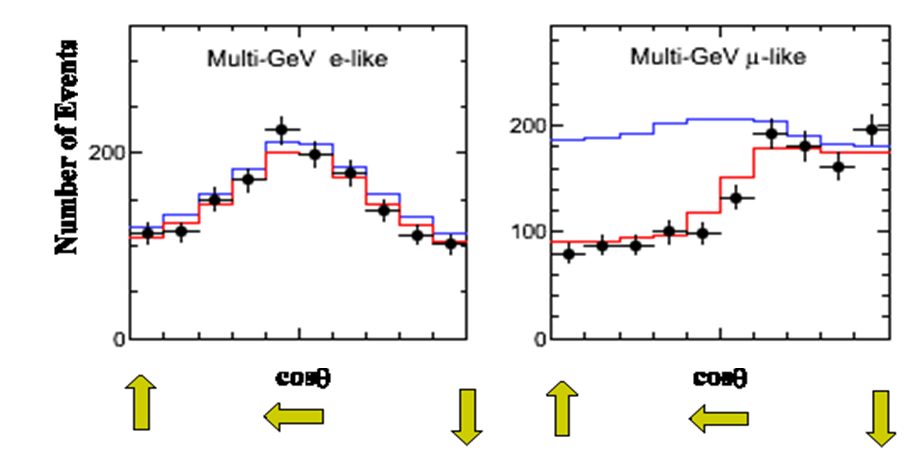 Number of Events
Multi-GeV e-like
200
0
cosθ
Multi-GeV μ-like
200
100
0
cosθ